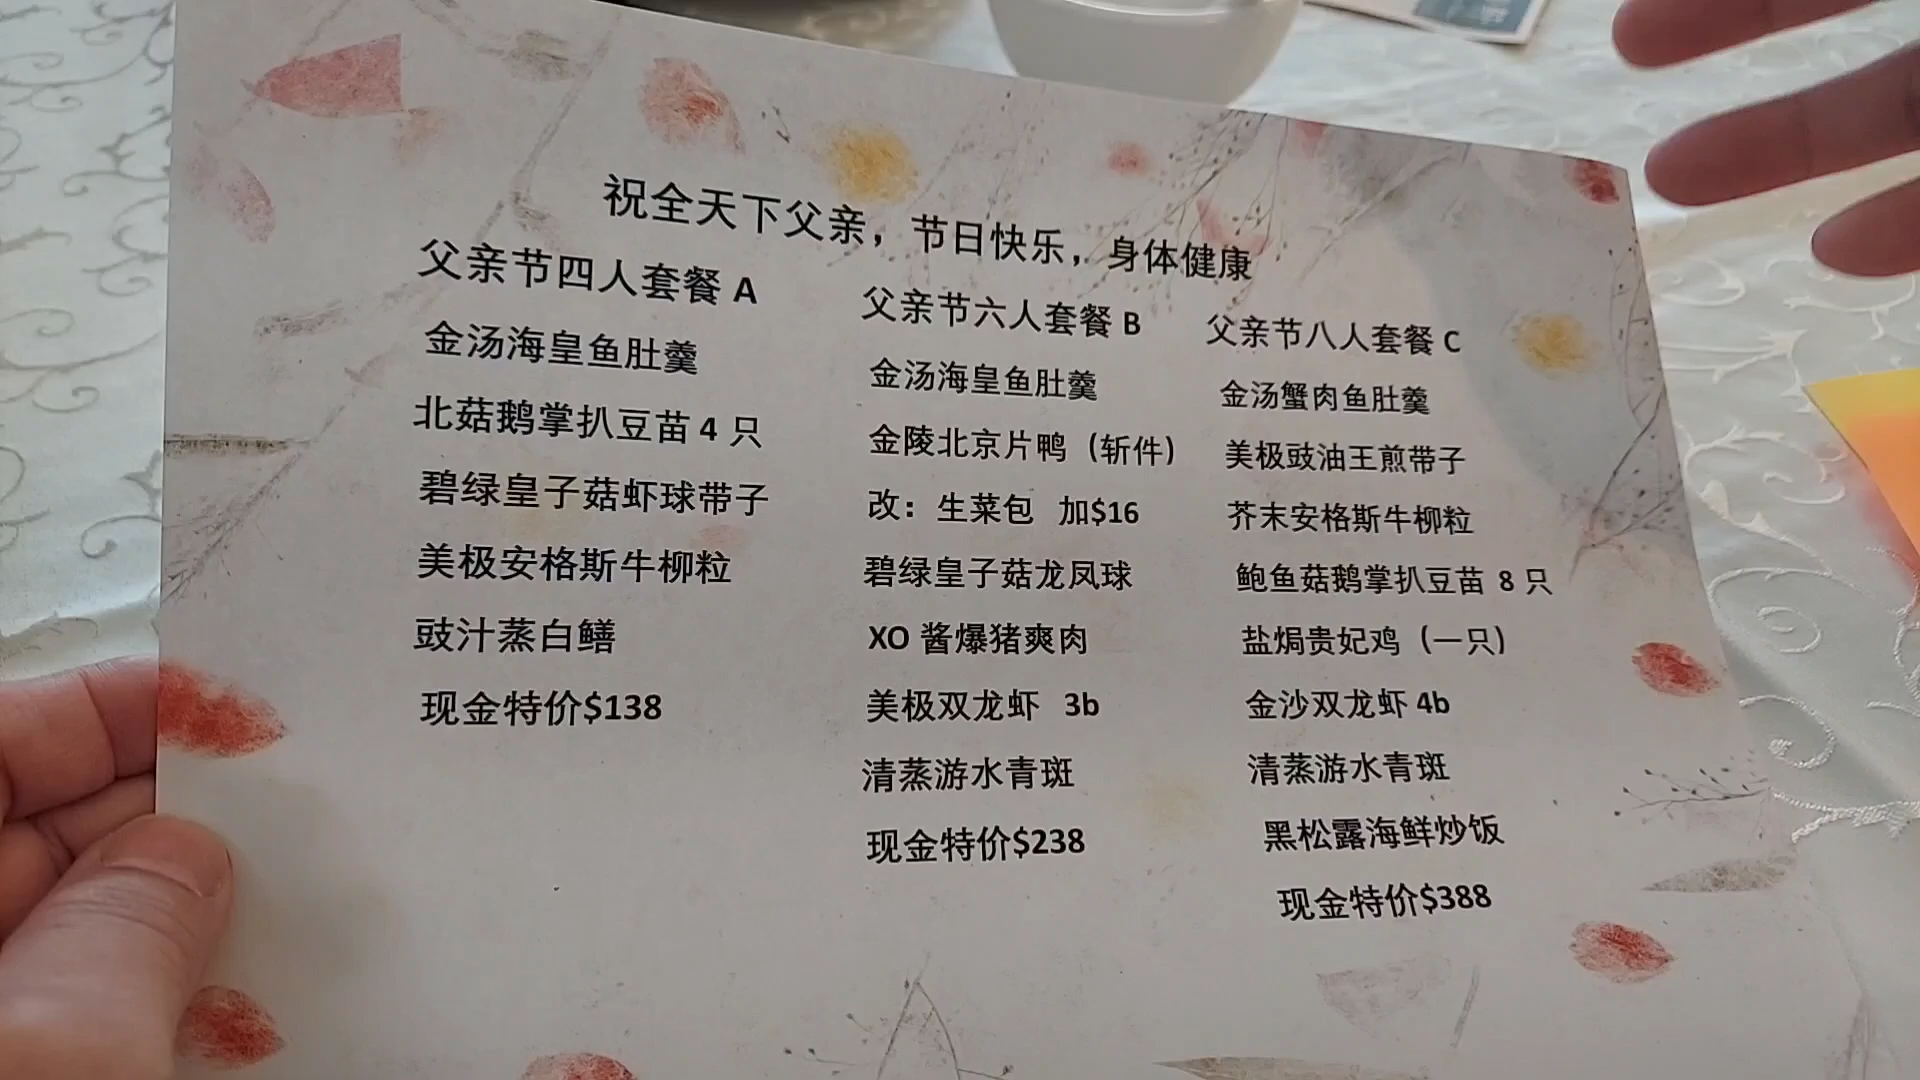 祝全天下父亲，节日快乐，身体健康
父亲节四人套餐 A
金汤海皇鱼肚羹
北菇鹅掌扒豆苗 4 只
碧绿皇子菇虾球带子
美极安格斯牛柳粒
豉汁蒸白鳝
现金特价$138
父亲节六人套餐 B
金汤海皇鱼肚羹
金陵北京片鸭（斩件）
改：生菜包 加$16
碧绿皇子菇龙凤球
XO 酱爆猪爽肉
美极双龙虾 3b
清蒸游水青斑
现金特价$238
父亲节八人套餐 C
金汤蟹肉鱼肚羹
美极豉油王煎带子
芥末安格斯牛柳粒
鲍鱼菇鹅掌扒豆苗 8 只
盐焗贵妃鸡（一只）
金沙双龙虾 4b
清蒸游水青斑
黑松露海鲜炒饭
现金特价$388